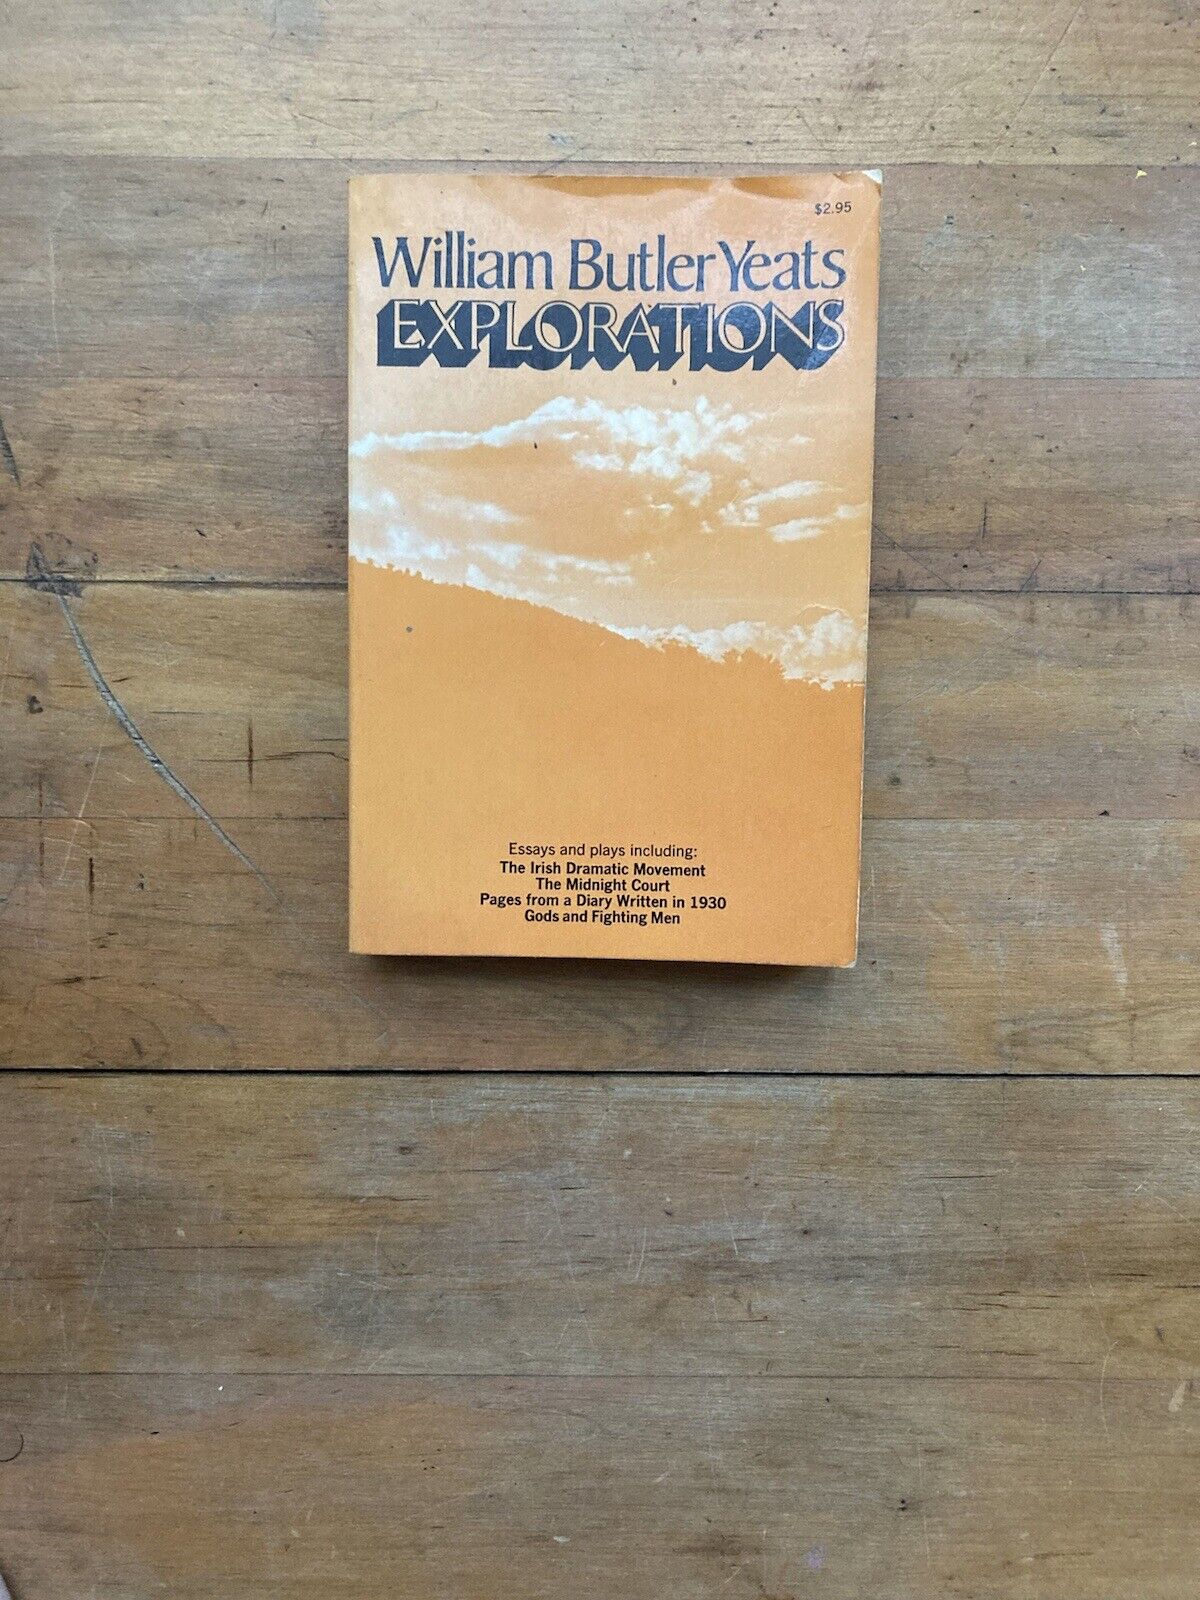 $2.95
William Butler Yeats
EXPLORATIONS
Essays and plays including:
The Irish Dramatic Movement
The Midnight Court
Pages from a Diary Written in 1930
Gods and Fighting Men